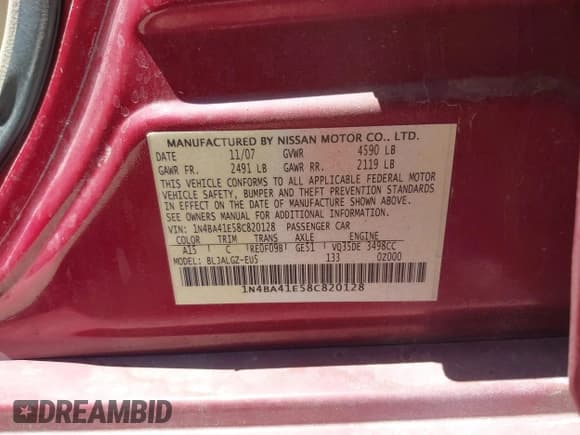 MANUFACTURED BY NISSAN MOTOR CO., LTD.
DATE 11/07 GVWR 4590 LB
GAWR FR. 2491 LB GAWR RR. 2119 LB
THIS VEHICLE CONFORMS TO ALL APPLICABLE FEDERAL MOTOR
VEHICLE SAFETY, BUMPER AND THEFT PREVENTION STANDARDS
IN EFFECT ON THE DATE OF MANUFACTURE SHOWN ABOVE.
SEE OWNERS MANUAL FOR ADDITIONAL INFORMATION.
VIN: 1N4BA41E58C820128 PASSENGER CAR
COLOR TRIM TRANS AXLE ENGINE
A15 C RE0F09B GE51 VQ35DE 3498CC
MODEL: BLJALGZ-EU5 133 0Z000
1N4BA41E58C820128
DREAMBID